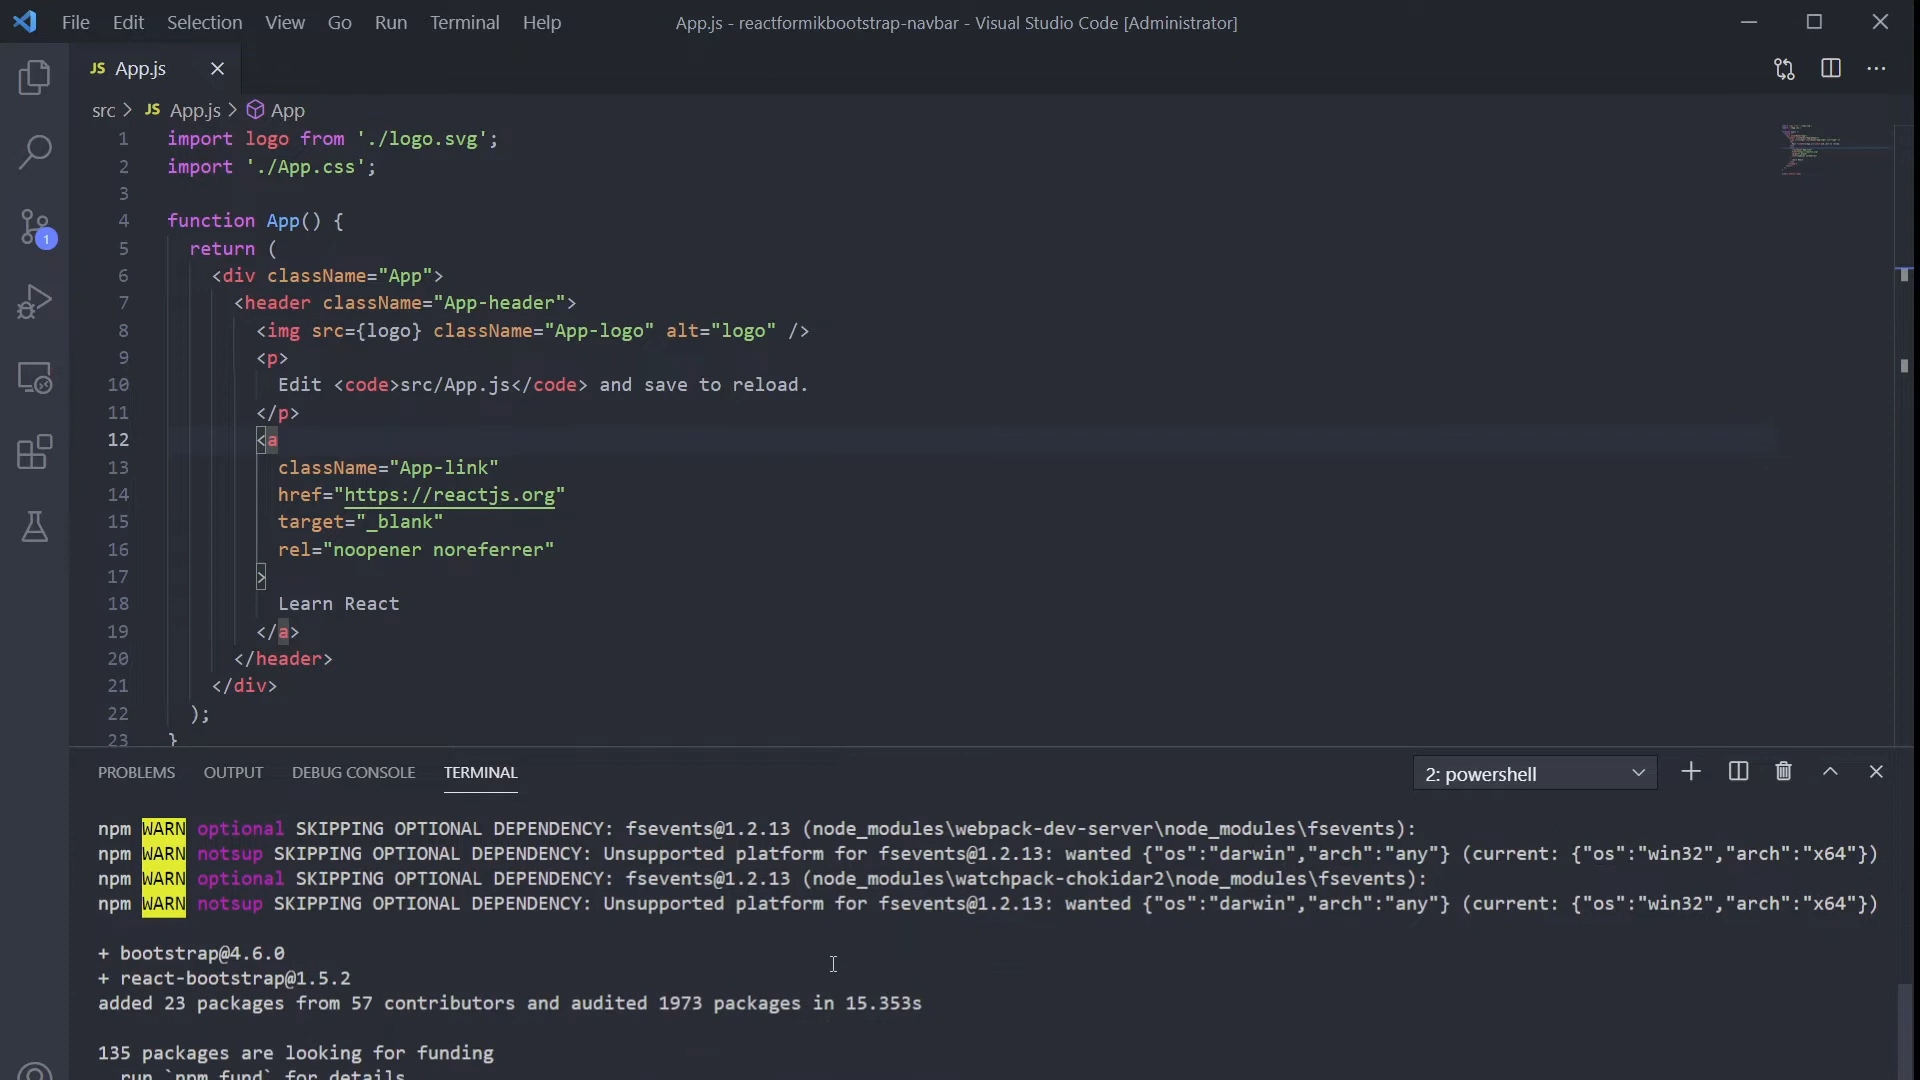 File Edit Selection View Go Run Terminal Help App.js - reactformikbootstrap-navbar - Visual Studio Code [Administrator]
JS App.js
src > JS App.js > App
1 import logo from './logo.svg';
2 import './App.css';
3
4 function App() {
5 return (
6 <div className="App">
7 <header className="App-header">
8 <img src={logo} className="App-logo" alt="logo" />
9 <p>
10 Edit <code>src/App.js</code> and save to reload.
11 </p>
12 <a
13 className="App-link"
14 href="https://reactjs.org"
15 target="_blank"
16 rel="noopener noreferrer"
17 >
18 Learn React
19 </a>
20 </header>
21 </div>
22 );
23 }
1
PROBLEMS OUTPUT DEBUG CONSOLE TERMINAL 2: powershell
npm WARN optional SKIPPING OPTIONAL DEPENDENCY: fsevents@1.2.13 (node_modules\webpack-dev-server\node_modules\fsevents):
npm WARN notsup SKIPPING OPTIONAL DEPENDENCY: Unsupported platform for fsevents@1.2.13: wanted {"os":"darwin","arch":"any"} (current: {"os":"win32","arch":"x64"})
npm WARN optional SKIPPING OPTIONAL DEPENDENCY: fsevents@1.2.13 (node_modules\watchpack-chokidar2\node_modules\fsevents):
npm WARN notsup SKIPPING OPTIONAL DEPENDENCY: Unsupported platform for fsevents@1.2.13: wanted {"os":"darwin","arch":"any"} (current: {"os":"win32","arch":"x64"})
+ bootstrap@4.6.0
+ react-bootstrap@1.5.2
added 23 packages from 57 contributors and audited 1973 packages in 15.353s
135 packages are looking for funding
run `npm fund` for details